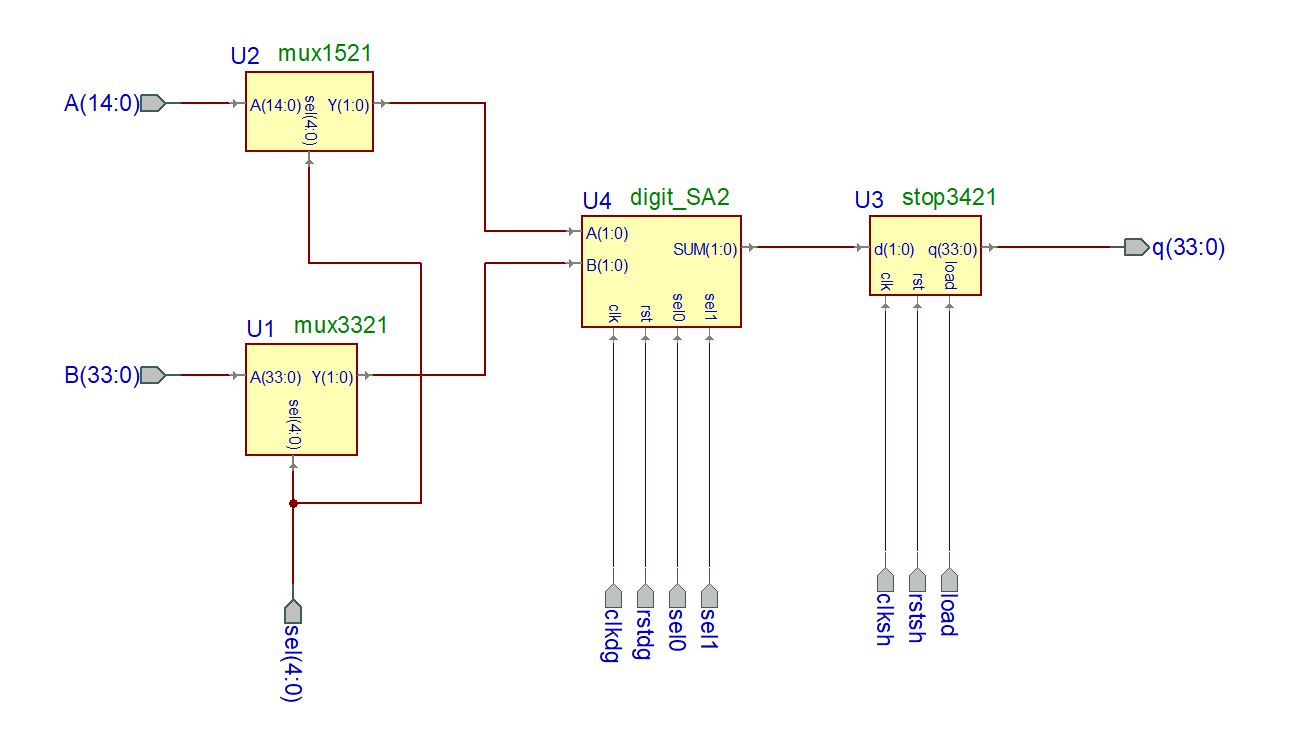 U2 mux1521
A(14:0)
A(14:0) sel(4:0) Y(1:0)
U4 digit_SA2
A(1:0)
B(1:0)
SUM(1:0)
clk rst sel0 sel1
U3 stop3421
d(1:0) q(33:0)
clk rst load
q(33:0)
U1 mux3321
B(33:0)
A(33:0) Y(1:0)
sel(4:0)
sel(4:0)
clkdg rstdg sel0 sel1
clksh rstsh load